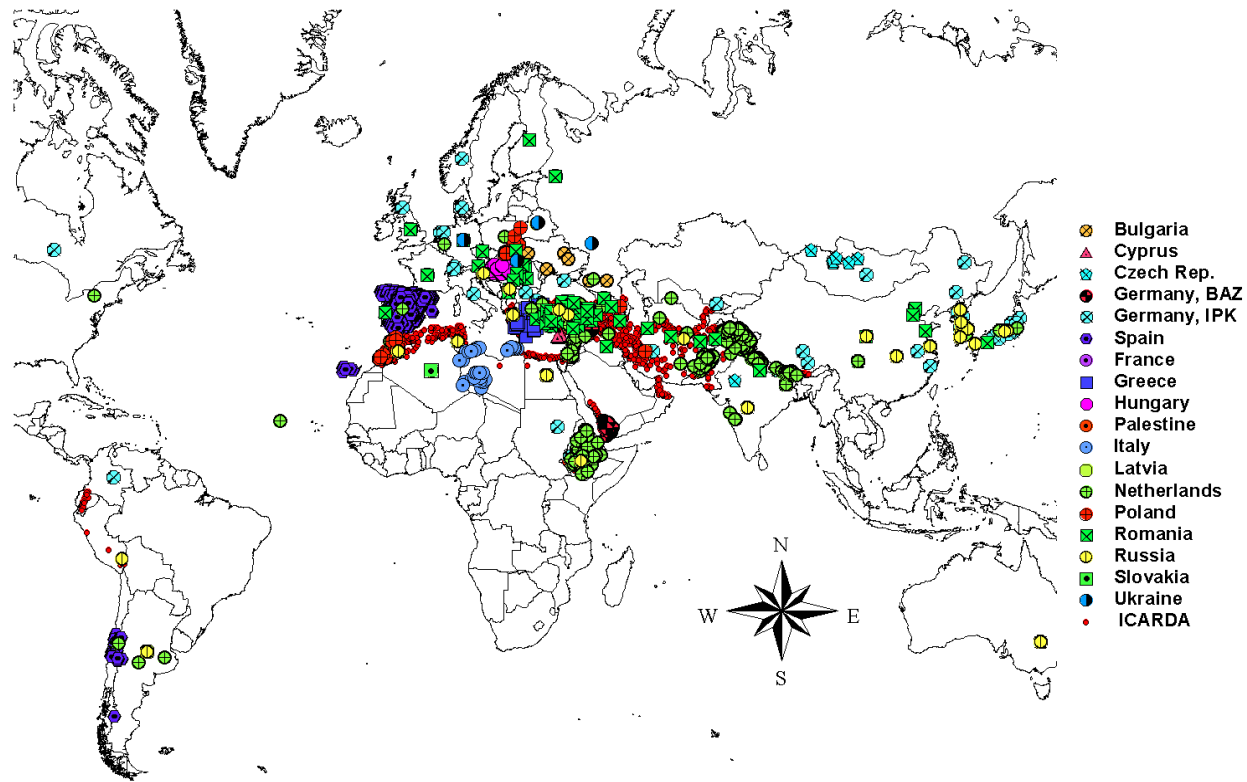 Bulgaria
Cyprus
Czech Rep.
Germany, BAZ
Germany, IPK
Spain
France
Greece
Hungary
Palestine
Italy
Latvia
Netherlands
Poland
Romania
Russia
Slovakia
Ukraine
ICARDA
N
W
E
S